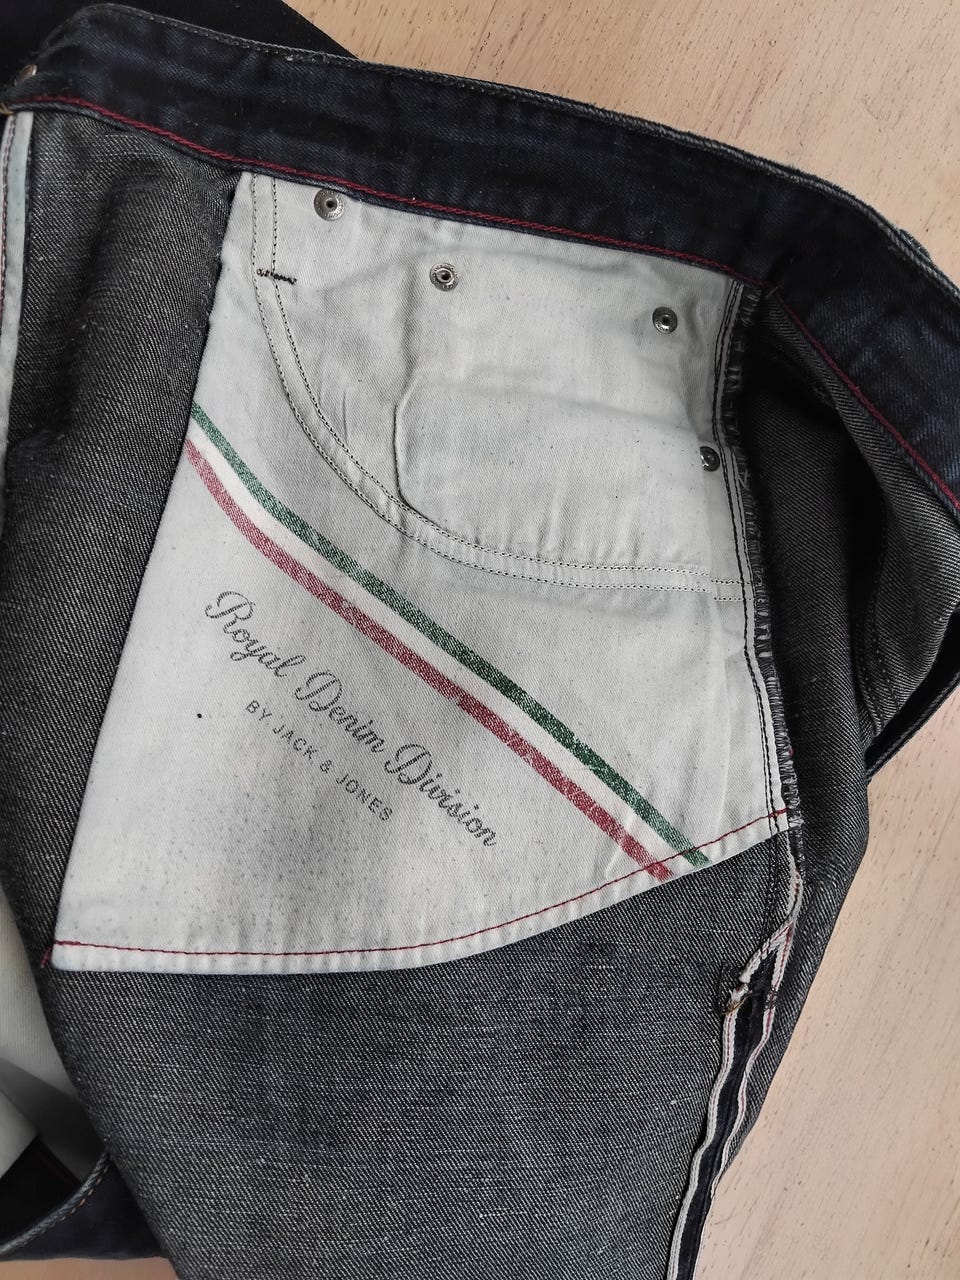 Royal Denim Division
BY JACK & JONES